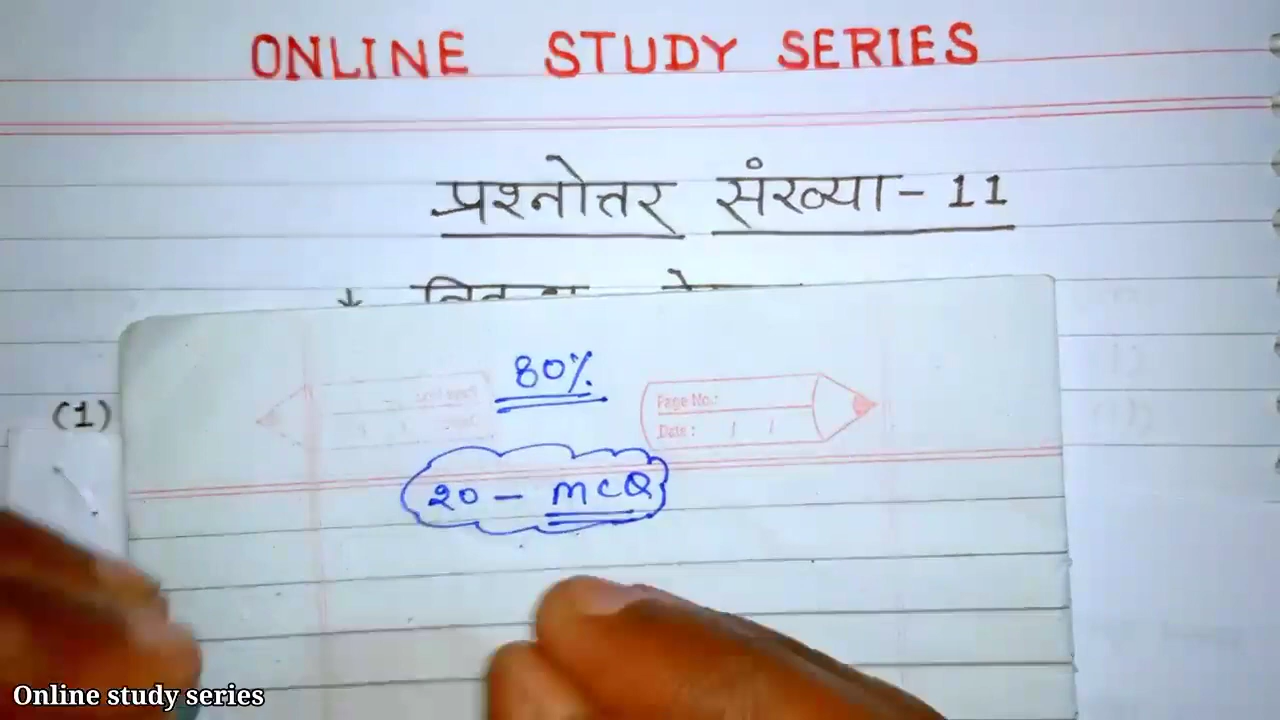 ONLINE STUDY SERIES
प्रश्नोत्तर संख्या - 11
80%
Page No.:
Date : / /
(1)
20 - MCQ
Online study series